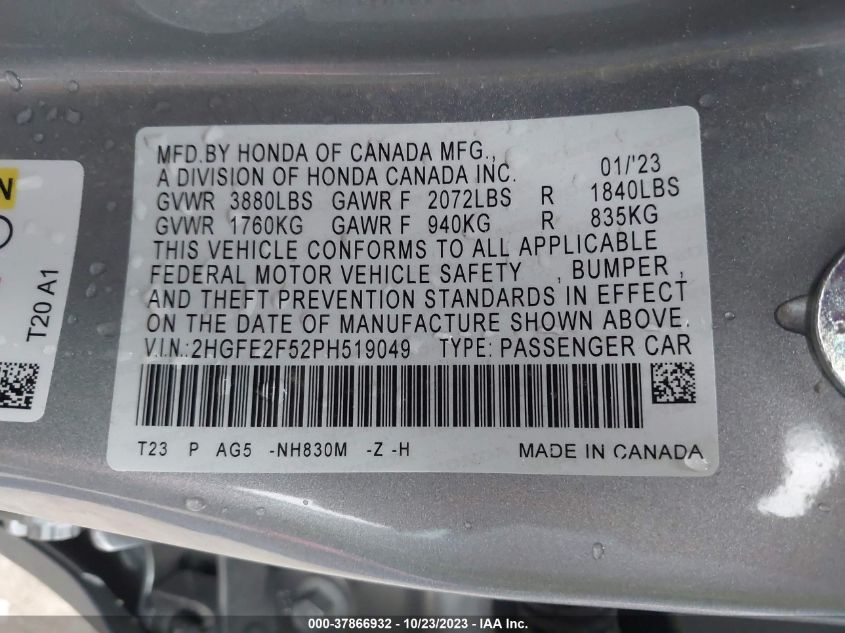 MFD.BY HONDA OF CANADA MFG.,
A DIVISION OF HONDA CANADA INC. 01/'23
GVWR 3880LBS GAWR F 2072LBS R 1840LBS
GVWR 1760KG GAWR F 940KG R 835KG
THIS VEHICLE CONFORMS TO ALL APPLICABLE
FEDERAL MOTOR VEHICLE SAFETY , BUMPER ,
AND THEFT PREVENTION STANDARDS IN EFFECT
ON THE DATE OF MANUFACTURE SHOWN ABOVE.
V.I.N.:2HGFE2F52PH519049 TYPE: PASSENGER CAR
T23 P AG5 -NH830M -Z -H MADE IN CANADA
N
T20 A1
000-37866932 - 10/23/2023 - IAA Inc.